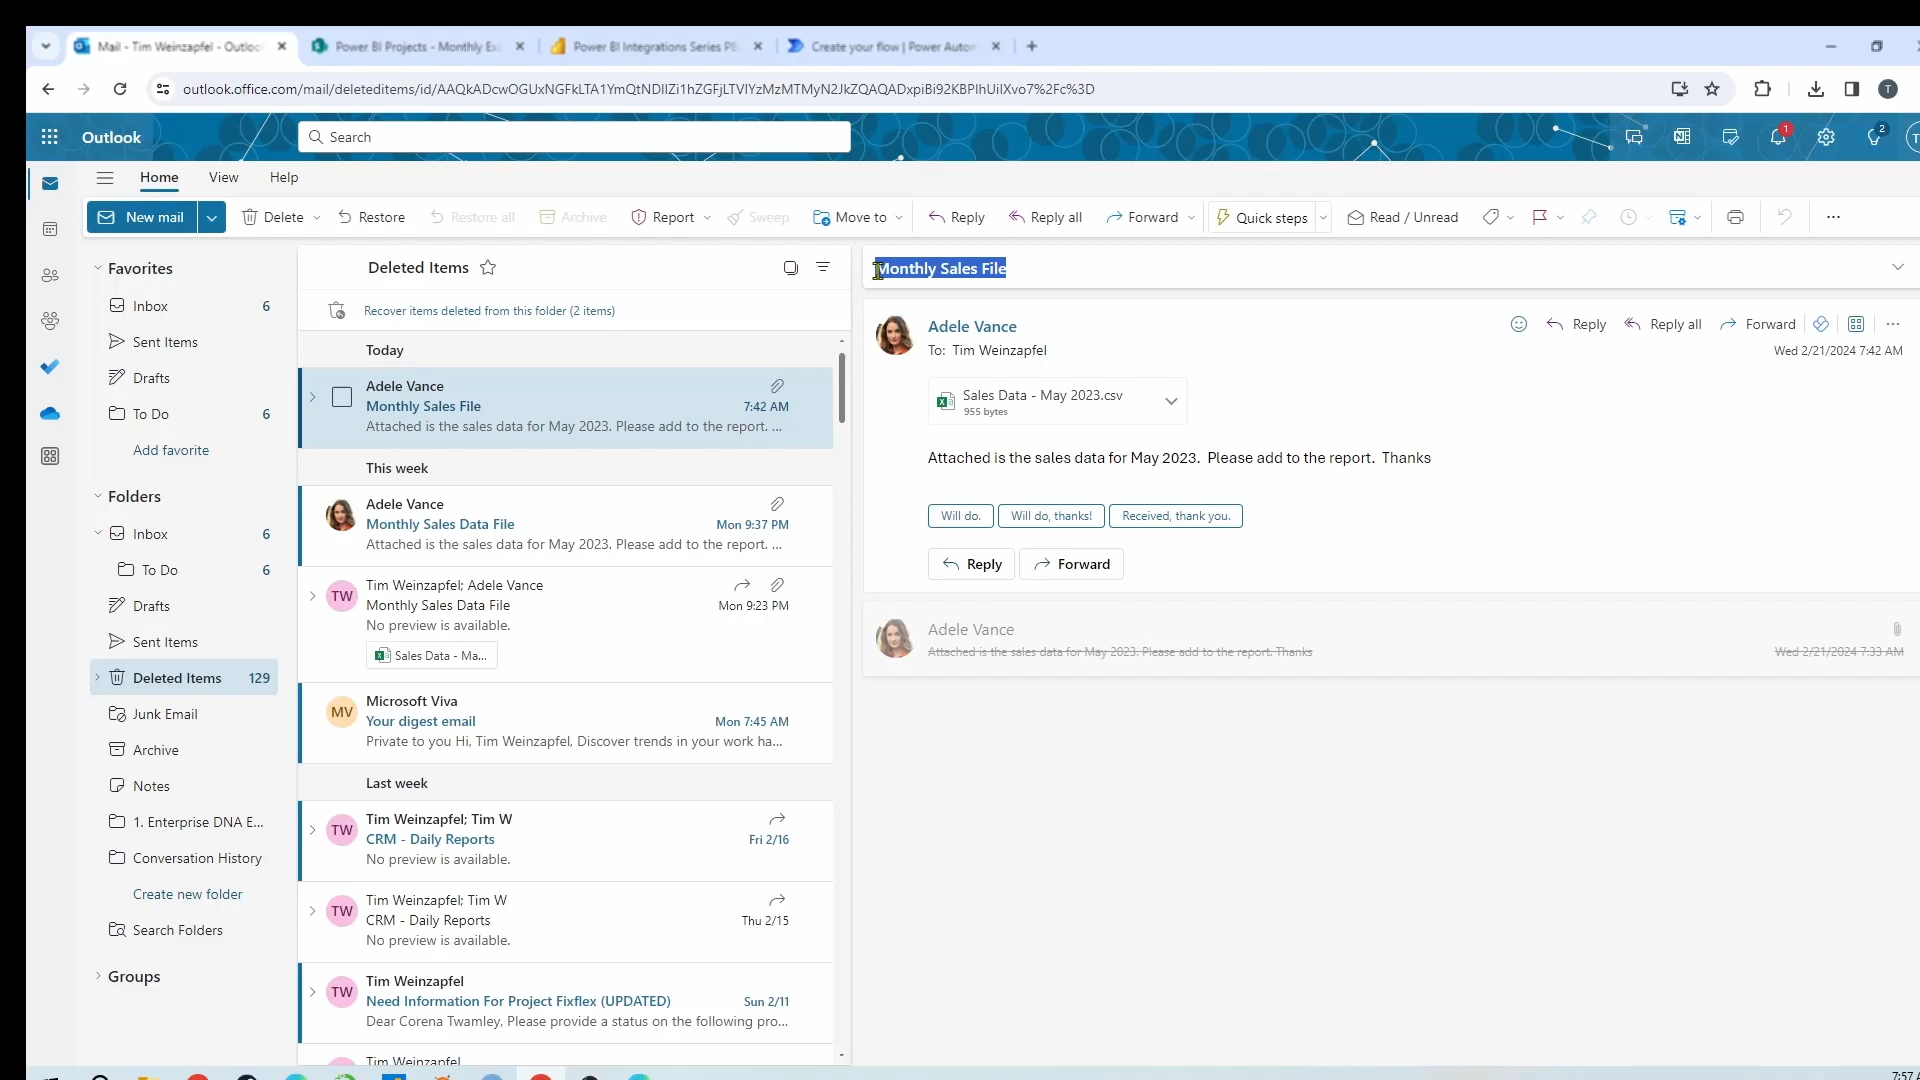 Mail - Tim Weinzapfel - Outloo
Power BI Projects - Monthly Ex
Power BI Integrations Series PB
Create your flow | Power Autom
outlook.office.com/mail/deleteditems/id/AAQkADcwOGUxNGFkLTA1YmQtNDllZi1hZGFjLTVlYzMzMTMyN2JkZQAQADxpiBi92KBPIhUiIXvo7%2Fc%3D
T
Outlook
Search
1
2
Home
View
Help
New mail
Delete
Restore
Restore all
Archive
Report
Sweep
Move to
Reply
Reply all
Forward
Quick steps
Read / Unread
Favorites
Inbox 6
Sent Items
Drafts
To Do 6
Add favorite
Folders
Inbox 6
To Do 6
Drafts
Sent Items
Deleted Items 129
Junk Email
Archive
Notes
1. Enterprise DNA E...
Conversation History
Create new folder
Search Folders
Groups
Deleted Items
Recover items deleted from this folder (2 items)
Today
Adele Vance
Monthly Sales File 7:42 AM
Attached is the sales data for May 2023. Please add to the report. ...
This week
Adele Vance
Monthly Sales Data File Mon 9:37 PM
Attached is the sales data for May 2023. Please add to the report. ...
TW
Tim Weinzapfel; Adele Vance
Monthly Sales Data File Mon 9:23 PM
No preview is available.
Sales Data - Ma...
MV
Microsoft Viva
Your digest email Mon 7:45 AM
Private to you Hi, Tim Weinzapfel, Discover trends in your work ha...
Last week
TW
Tim Weinzapfel; Tim W
CRM - Daily Reports Fri 2/16
No preview is available.
TW
Tim Weinzapfel; Tim W
CRM - Daily Reports Thu 2/15
No preview is available.
TW
Tim Weinzapfel
Need Information For Project Fixflex (UPDATED) Sun 2/11
Dear Corena Twamley, Please provide a status on the following pro...
Tim Weinzapfel
Monthly Sales File
Adele Vance
Reply
Reply all
Forward
To: Tim Weinzapfel
Wed 2/21/2024 7:42 AM
Sales Data - May 2023.csv
955 bytes
Attached is the sales data for May 2023. Please add to the report. Thanks
Will do.
Will do, thanks!
Received, thank you.
Reply
Forward
Adele Vance
Attached is the sales data for May 2023. Please add to the report. Thanks
Wed 2/21/2024 7:33 AM
7:57